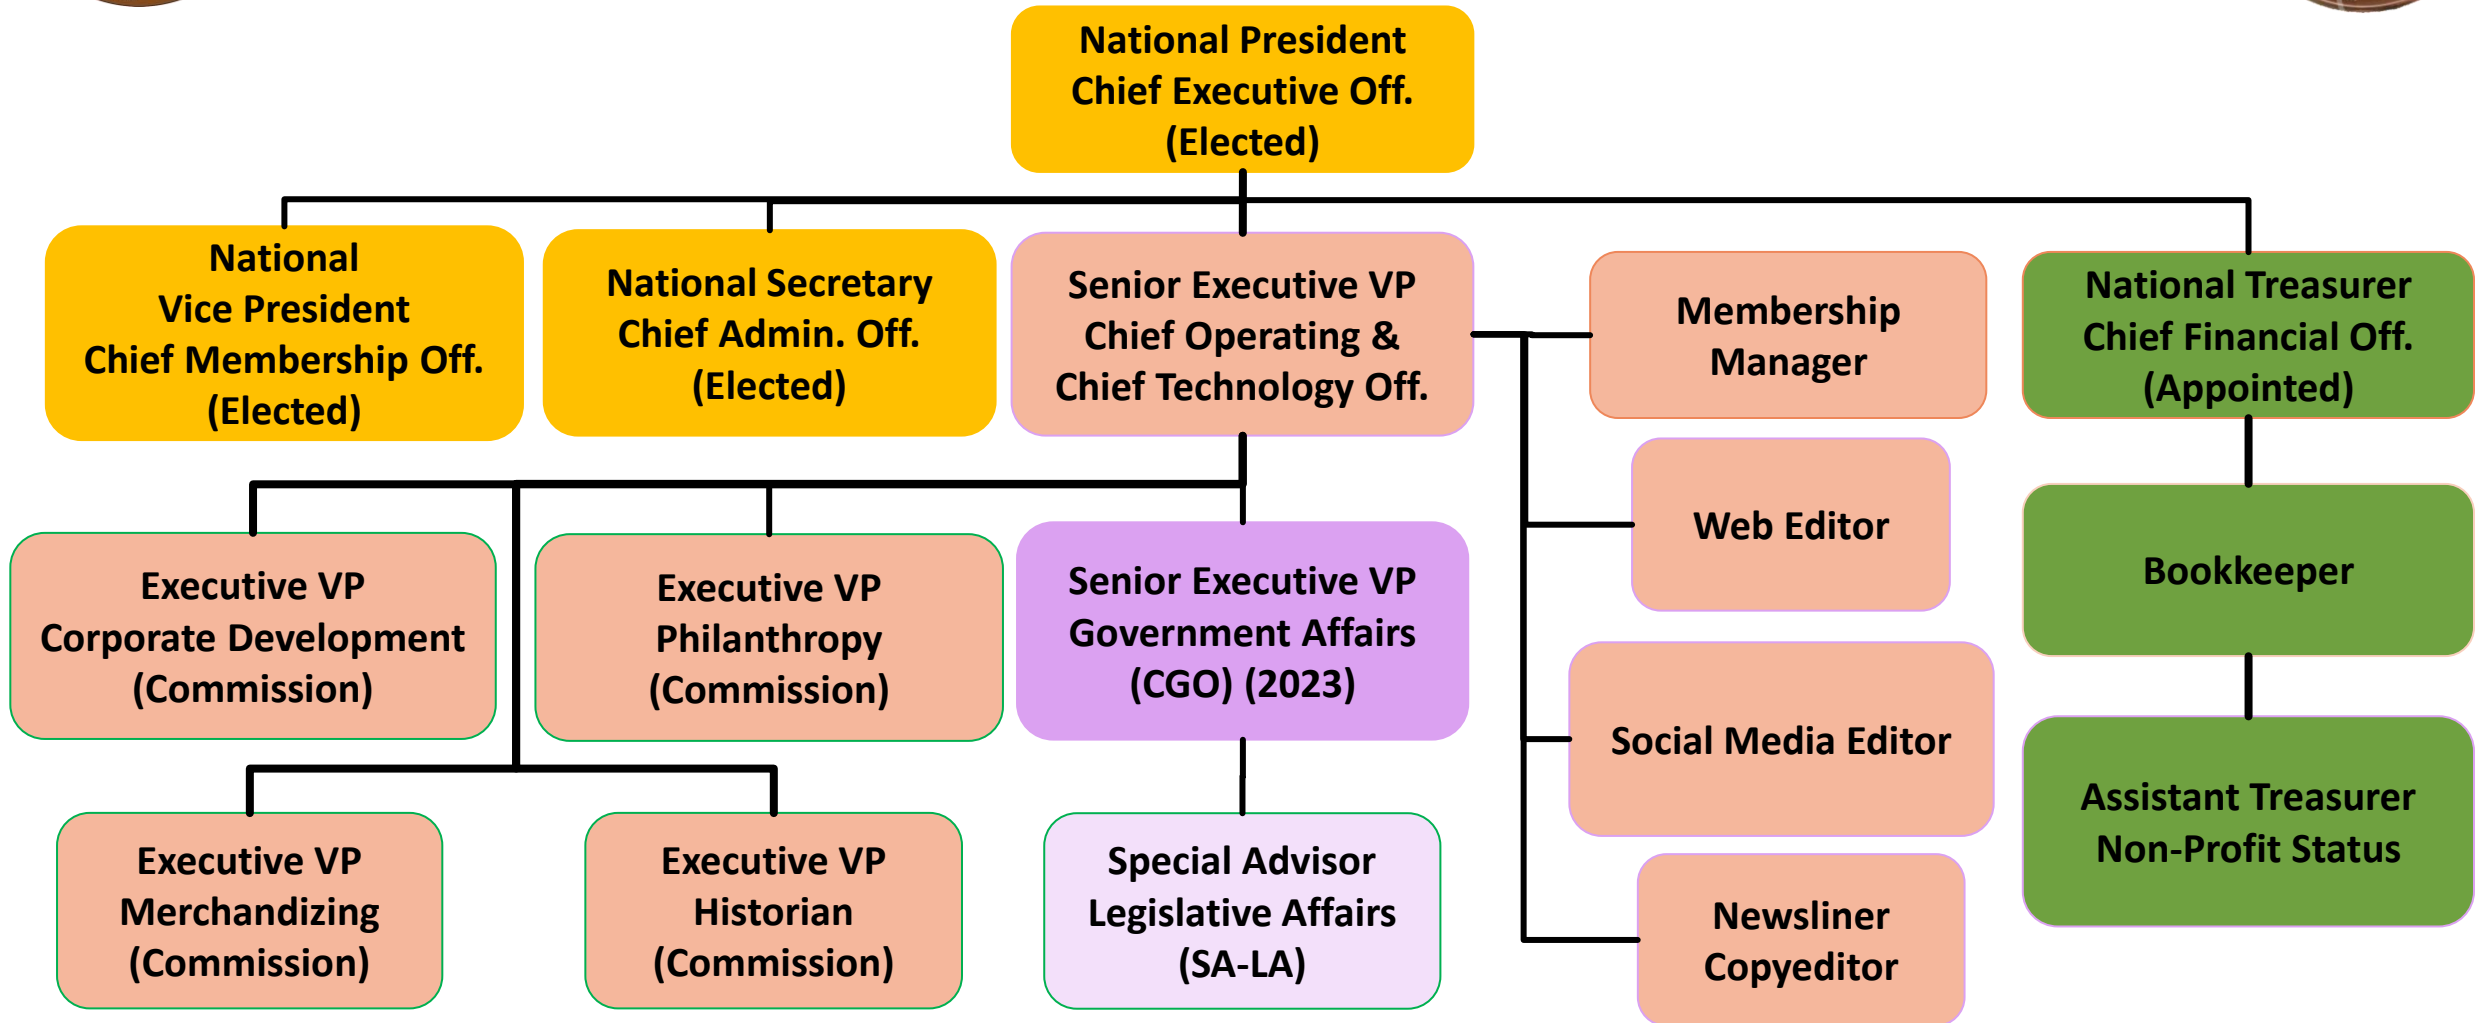 National President
Chief Executive Off.
(Elected)
National
Vice President
Chief Membership Off.
(Elected)
National Secretary
Chief Admin. Off.
(Elected)
Senior Executive VP
Chief Operating &
Chief Technology Off.
Membership
Manager
National Treasurer
Chief Financial Off.
(Appointed)
Web Editor
Bookkeeper
Executive VP
Corporate Development
(Commission)
Executive VP
Philanthropy
(Commission)
Senior Executive VP
Government Affairs
(CGO) (2023)
Social Media Editor
Assistant Treasurer
Non-Profit Status
Executive VP
Merchandizing
(Commission)
Executive VP
Historian
(Commission)
Special Advisor
Legislative Affairs
(SA-LA)
Newsliner
Copyeditor